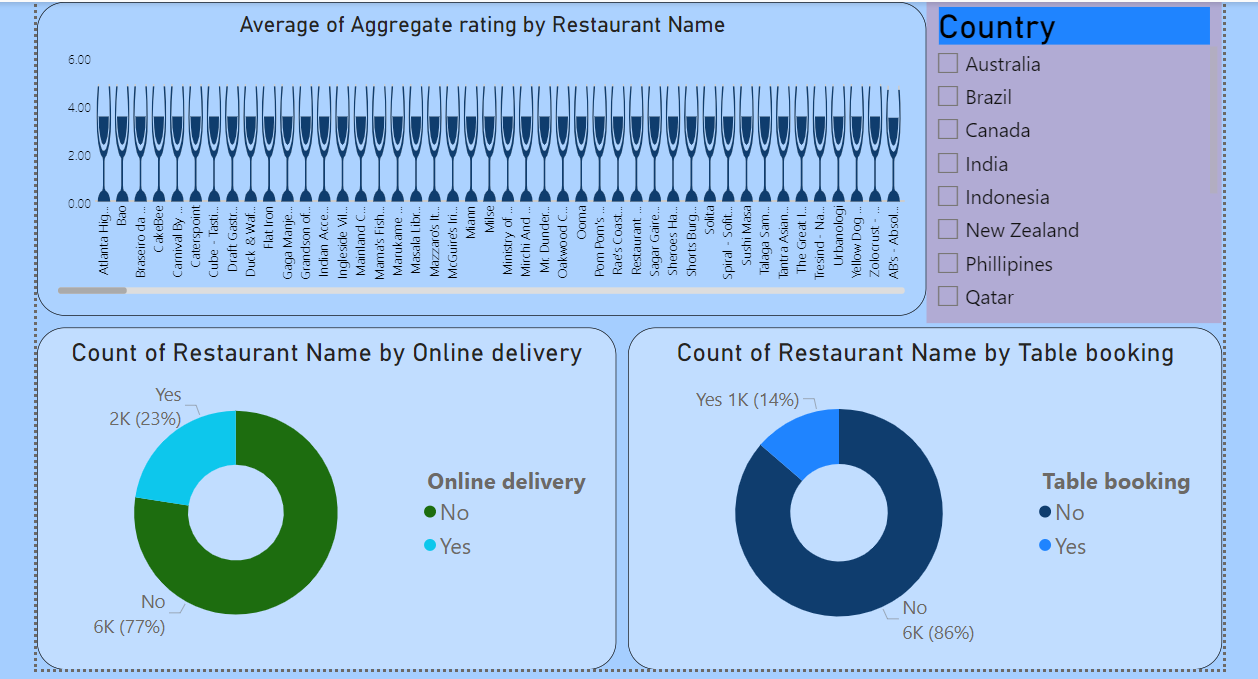 Average of Aggregate rating by Restaurant Name
6.00
4.00
2.00
0.00
Atlanta Hig...
Bao
Braseiro da ...
CakeBee
Carnival By ...
Caterspoint
Cube - Tasti...
Draft Gastr...
Duck & Waf...
Flat Iron
Gaga Manje...
Grandson of...
Indian Acce...
Ingleside Vil...
Mainland C...
Mama's Fish...
Marukame ...
Masala Libr...
Mazzaro's It...
McGuire's Iri...
Miann
Milse
Ministry of ...
Mirchi And ...
Mr. Dunder...
Oakwood C...
Ooma
Pom Pom's ...
Rae's Coast...
Restaurant ...
Sagar Gaire...
Sheroes Ha...
Shorts Burg...
Solita
Spiral - Sofit...
Sushi Masa
Talaga Sam...
Tantra Asian...
The Great I...
Tresind - Na...
Urbanologi
Yellow Dog ...
Zolocrust - ...
AB's - Absol...
Country
Australia
Brazil
Canada
India
Indonesia
New Zealand
Phillipines
Qatar
Count of Restaurant Name by Online delivery
Yes
2K (23%)
No
6K (77%)
Online delivery
No
Yes
Count of Restaurant Name by Table booking
Yes 1K (14%)
No
6K (86%)
Table booking
No
Yes